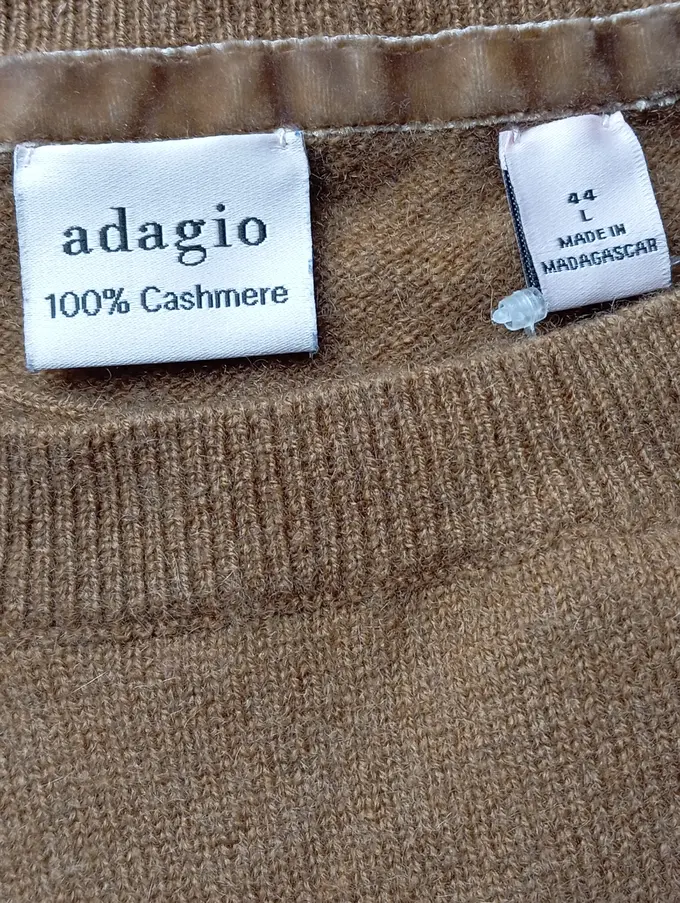 adagio
100% Cashmere
44
L
MADE IN
MADAGASCAR